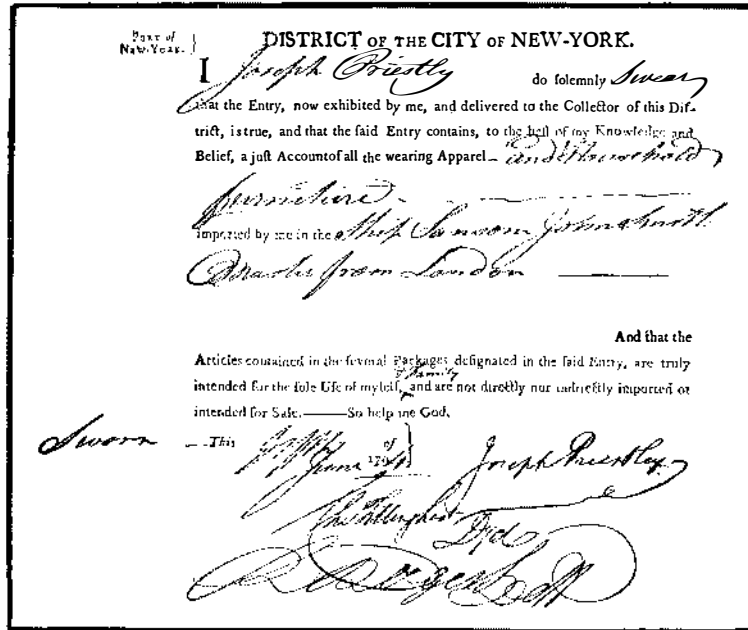 Port of
New-York. }
DISTRICT OF THE CITY OF NEW-YORK.
I Joseph Priestly do solemnly Swear
that the Entry, now exhibited by me, and delivered to the Collector of this Dis-
trict, is true, and that the said Entry contains, to the best of my Knowledge and
Belief, a just Account of all the wearing Apparel – and Household
furniture
imported by me in the Ship Sansom
Master from London
And that the
Articles contained in the several Packages designated in the said Entry, are truly
& family
intended for the sole Use of myself, and are not directly nor indirectly imported or
intended for Sale.——So help me God,
Sworn — This of
June 179 Joseph Priestley